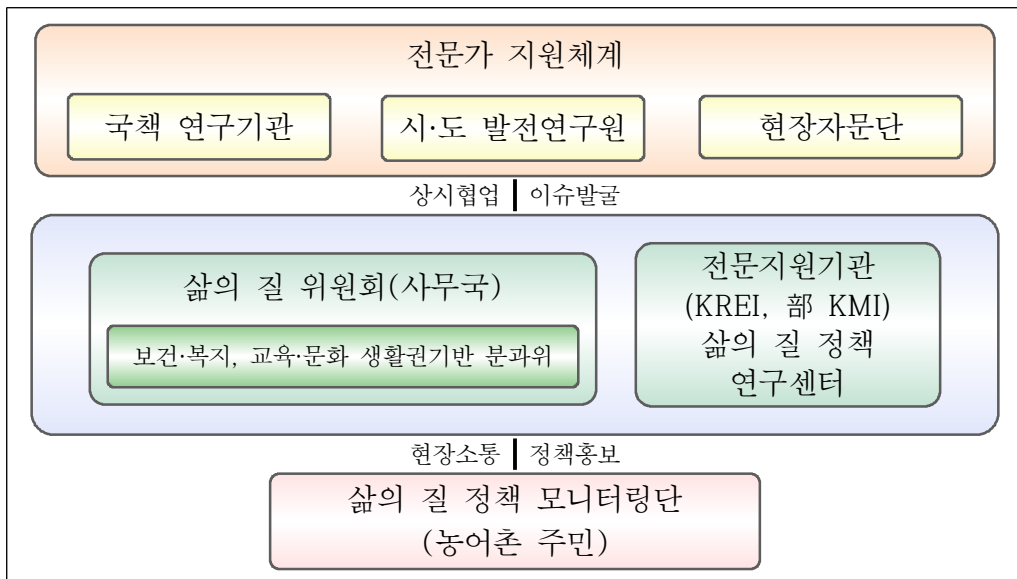 전문가 지원체계
국책 연구기관
시·도 발전연구원
현장자문단
상시협업 이슈발굴
삶의 질 위원회(사무국)
보건·복지, 교육·문화 생활권기반 분과위
전문지원기관
(KREI, 部 KMI)
삶의 질 정책
연구센터
현장소통 정책홍보
삶의 질 정책 모니터링단
(농어촌 주민)